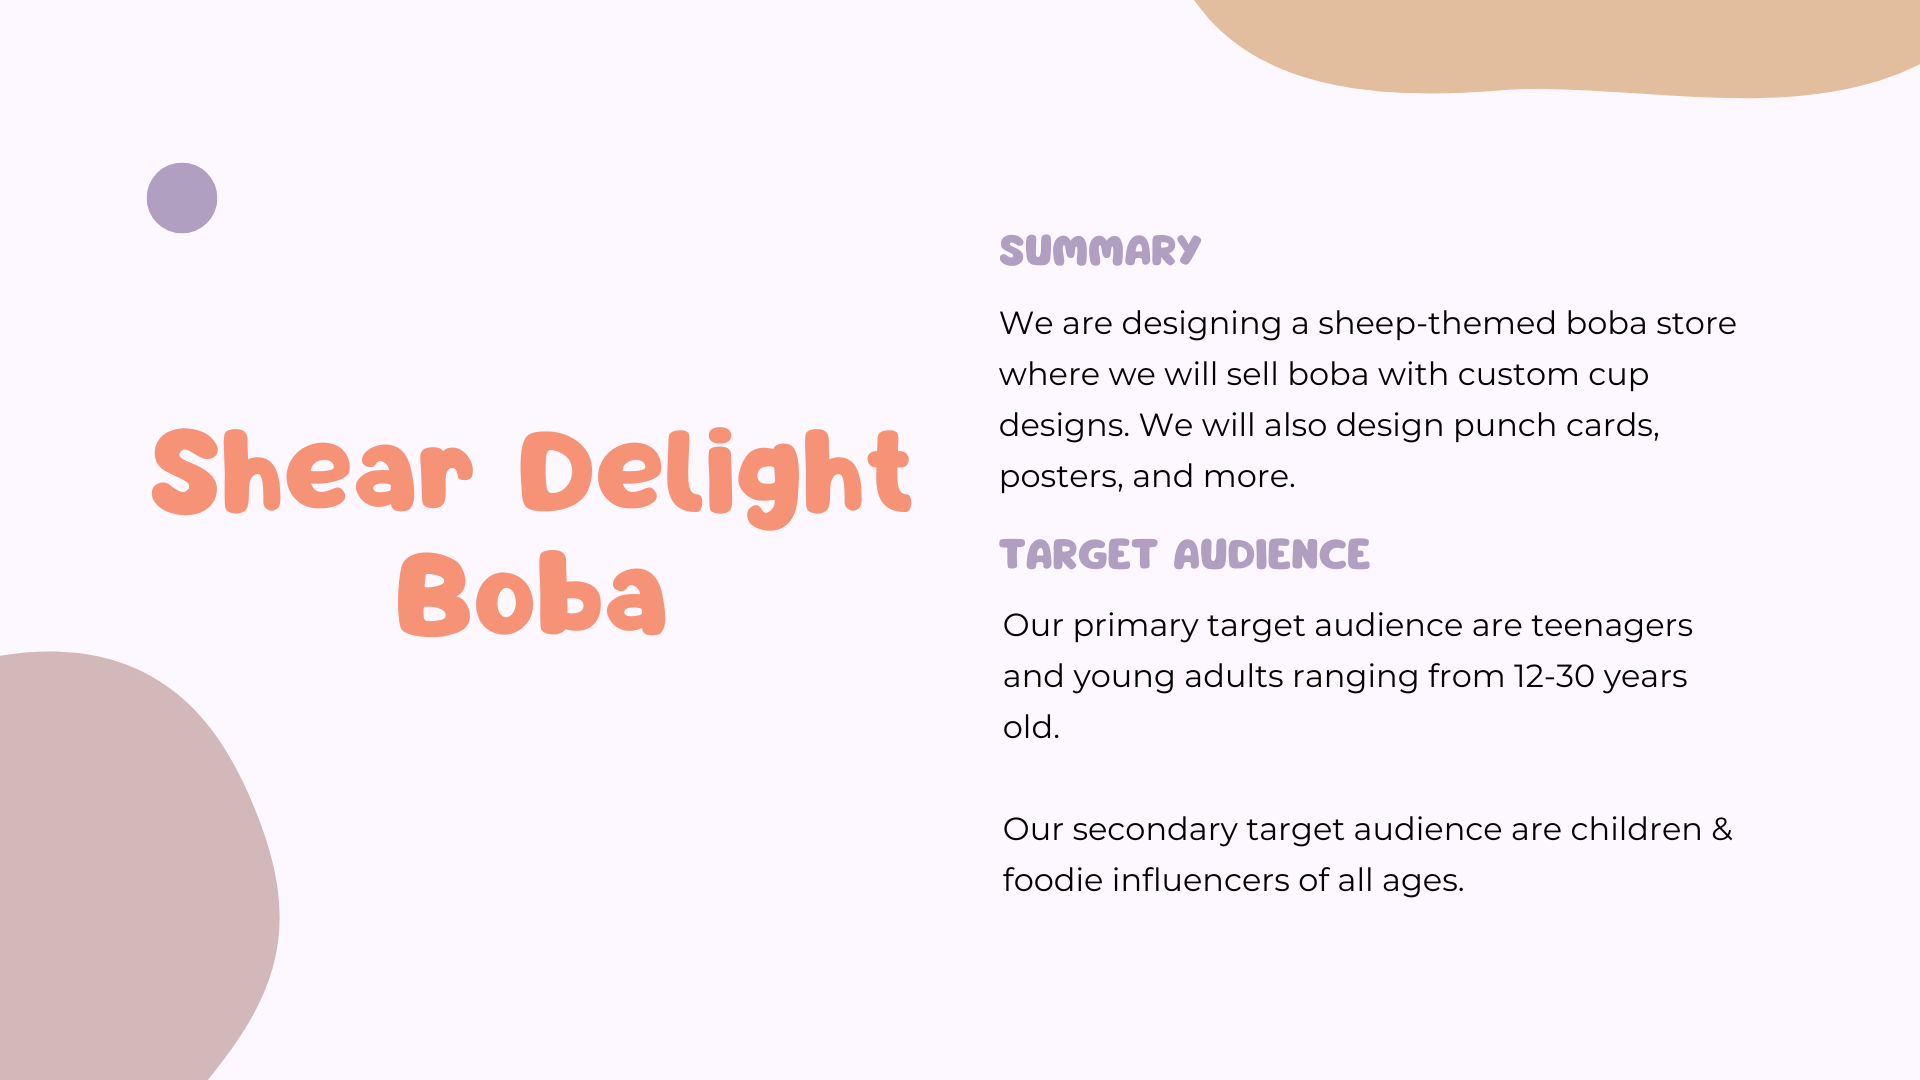 Shear Delight
Boba
SUMMARY
We are designing a sheep-themed boba store
where we will sell boba with custom cup
designs. We will also design punch cards,
posters, and more.
TARGET AUDIENCE
Our primary target audience are teenagers
and young adults ranging from 12-30 years
old.
Our secondary target audience are children &
foodie influencers of all ages.